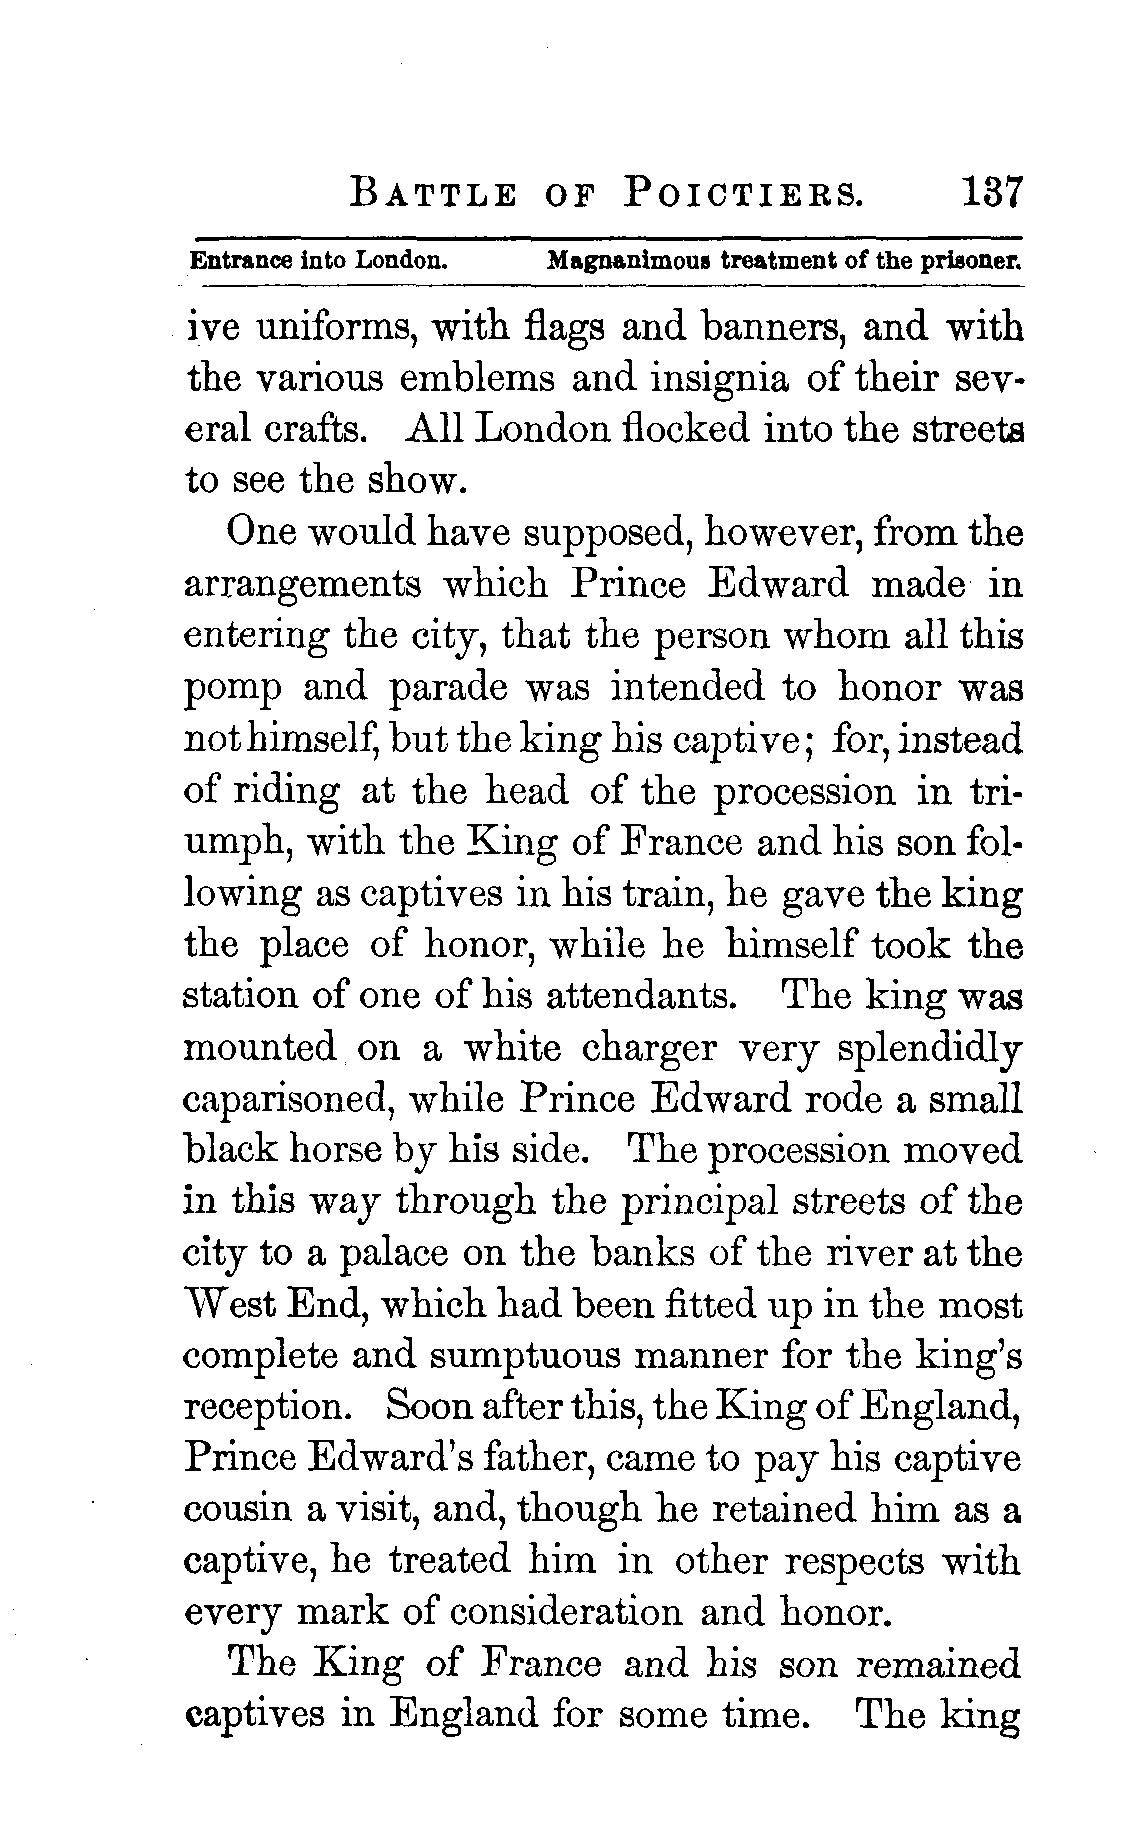 BATTLE OF POICTIERS. 137
Entrance into London. Magnanimous treatment of the prisoner.
ive uniforms, with flags and banners, and with
the various emblems and insignia of their sev-
eral crafts. All London flocked into the streets
to see the show.
One would have supposed, however, from the
arrangements which Prince Edward made in
entering the city, that the person whom all this
pomp and parade was intended to honor was
not himself, but the king his captive; for, instead
of riding at the head of the procession in tri-
umph, with the King of France and his son fol-
lowing as captives in his train, he gave the king
the place of honor, while he himself took the
station of one of his attendants. The king was
mounted on a white charger very splendidly
caparisoned, while Prince Edward rode a small
black horse by his side. The procession moved
in this way through the principal streets of the
city to a palace on the banks of the river at the
West End, which had been fitted up in the most
complete and sumptuous manner for the king's
reception. Soon after this, the King of England,
Prince Edward's father, came to pay his captive
cousin a visit, and, though he retained him as a
captive, he treated him in other respects with
every mark of consideration and honor.
The King of France and his son remained
captives in England for some time. The king